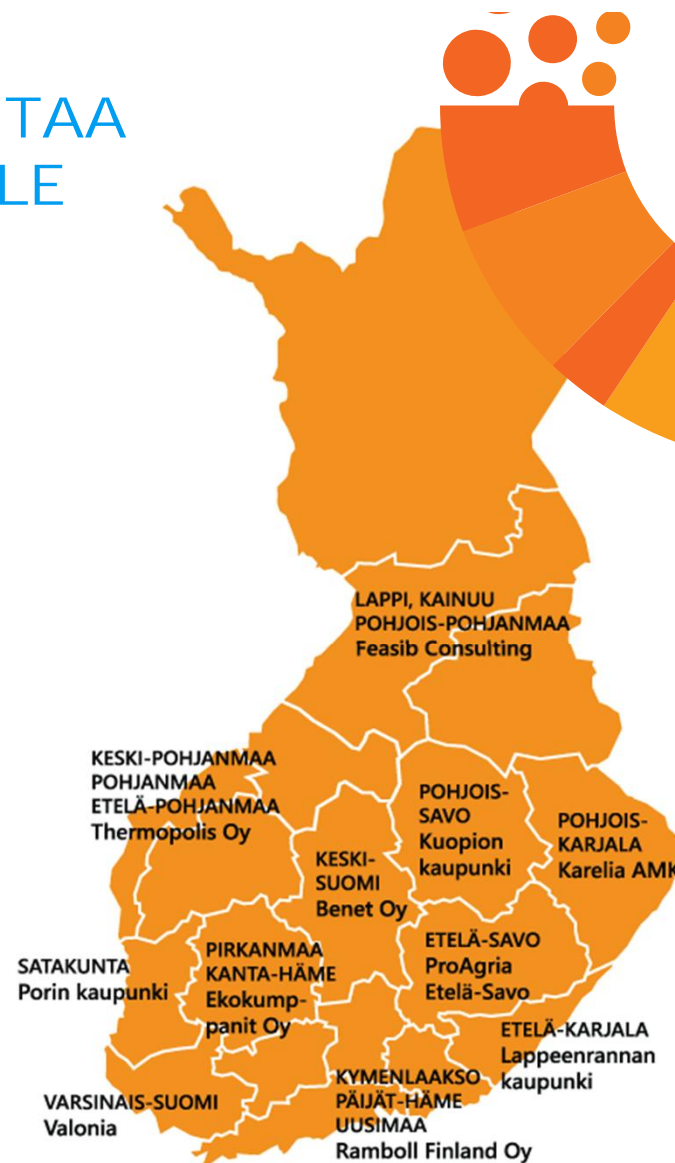 TAA
LE
LAPPI, KAINUU
POHJOIS-POHJANMAA
Feasib Consulting
KESKI-POHJANMAA
POHJANMAA
ETELÄ-POHJANMAA
Thermopolis Oy
POHJOIS-
SAVO
Kuopion
kaupunki
POHJOIS-
KARJALA
Karelia AMK
KESKI-
SUOMI
Benet Oy
ETELÄ-SAVO
ProAgria
Etelä-Savo
PIRKANMAA
KANTA-HÄME
Ekokump-
panit Oy
SATAKUNTA
Porin kaupunki
ETELÄ-KARJALA
Lappeenrannan
kaupunki
KYMENLAAKSO
PÄIJÄT-HÄME
UUSIMAA
Ramboll Finland Oy
VARSINAIS-SUOMI
Valonia